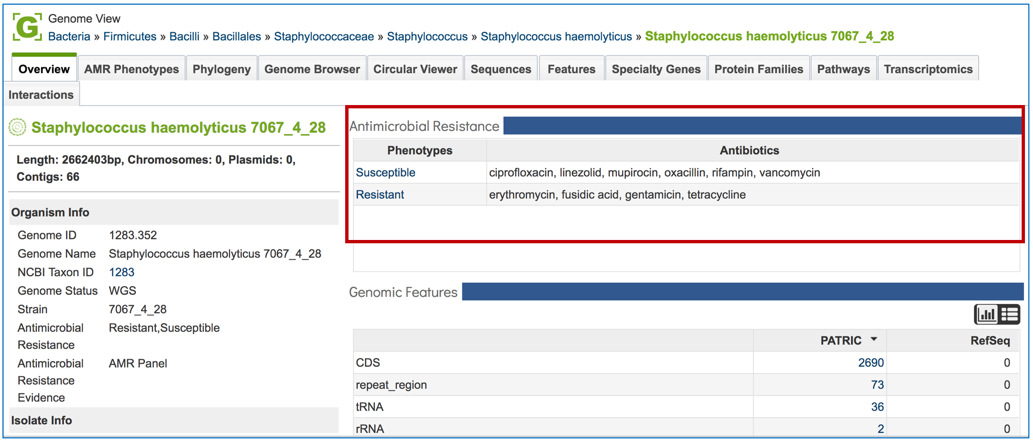 Genome View
Bacteria » Firmicutes » Bacilli » Bacillales » Staphylococcaceae » Staphylococcus » Staphylococcus haemolyticus » Staphylococcus haemolyticus 7067_4_28
Overview AMR Phenotypes Phylogeny Genome Browser Circular Viewer Sequences Features Specialty Genes Protein Families Pathways Transcriptomics
Interactions
Staphylococcus haemolyticus 7067_4_28
Length: 2662403bp, Chromosomes: 0, Plasmids: 0,
Contigs: 66
Organism Info
Genome ID 1283.352
Genome Name Staphylococcus haemolyticus 7067_4_28
NCBI Taxon ID 1283
Genome Status WGS
Strain 7067_4_28
Antimicrobial Resistant,Susceptible
Resistance
Antimicrobial AMR Panel
Resistance
Evidence
Isolate Info
Antimicrobial Resistance
Phenotypes Antibiotics
Susceptible ciprofloxacin, linezolid, mupirocin, oxacillin, rifampin, vancomycin
Resistant erythromycin, fusidic acid, gentamicin, tetracycline
Genomic Features
PATRIC RefSeq
CDS 2690 0
repeat_region 73 0
tRNA 36 0
rRNA 2 0